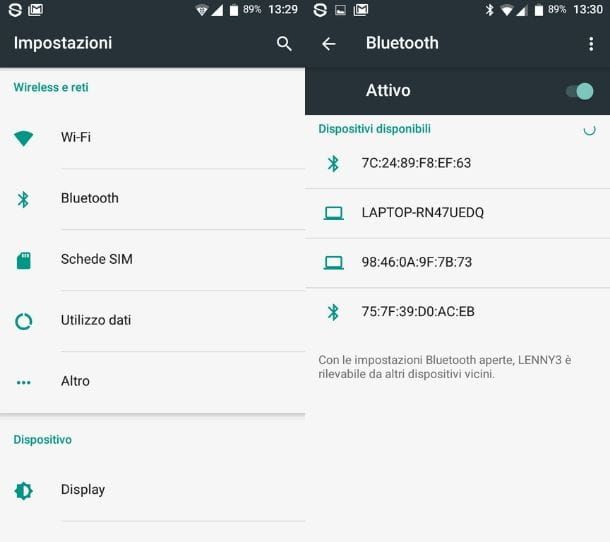 89% 13:29
Impostazioni
Wireless e reti
Wi-Fi
Bluetooth
Schede SIM
Utilizzo dati
Altro
Dispositivo
Display
89% 13:30
Bluetooth
Attivo
Dispositivi disponibili
7C:24:89:F8:EF:63
LAPTOP-RN47UEDQ
98:46:0A:9F:7B:73
75:7F:39:D0:AC:EB
Con le impostazioni Bluetooth aperte, LENNY3 è
rilevabile da altri dispositivi vicini.